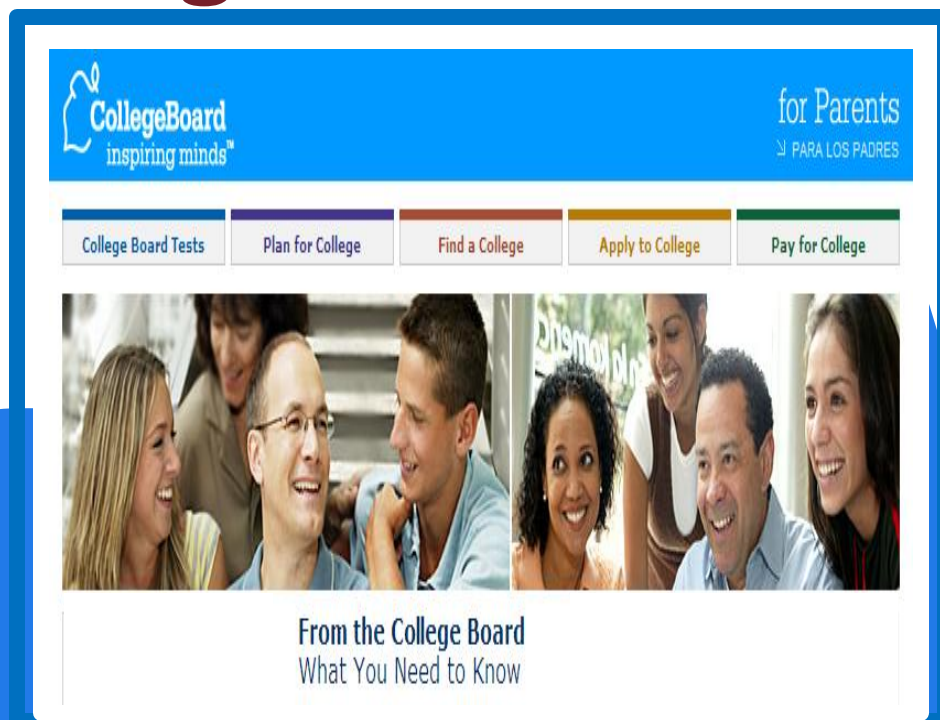 CollegeBoard
inspiring minds™
for Parents
PARA LOS PADRES
College Board Tests
Plan for College
Find a College
Apply to College
Pay for College
From the College Board
What You Need to Know